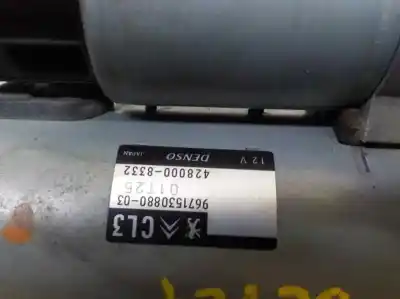 CL3
9671530880-03
01T25
428000-8332
12 V DENSO JAPAN